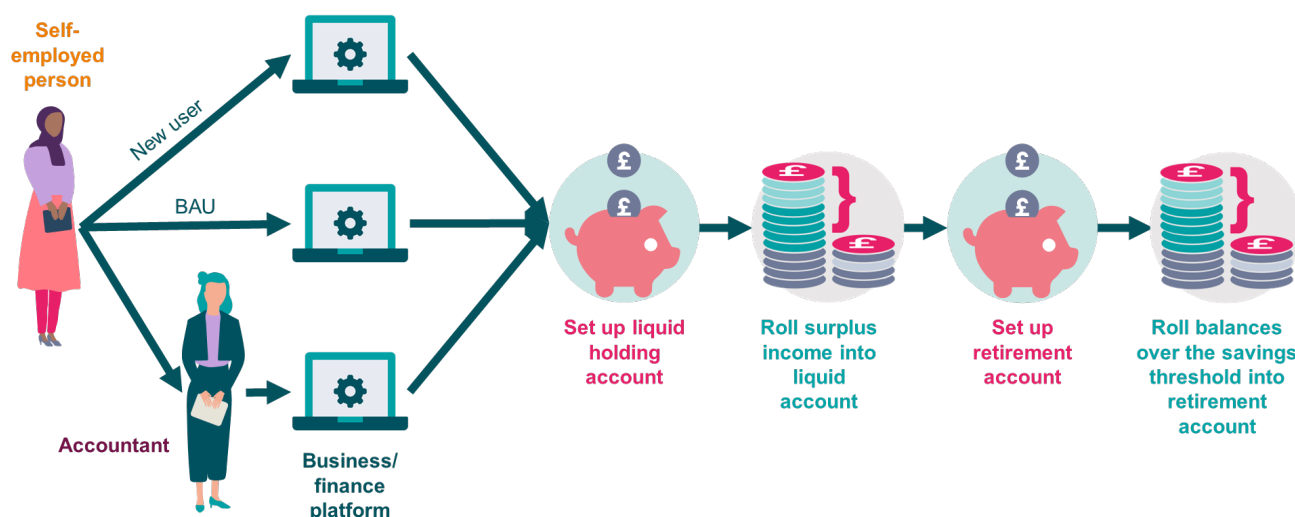 Self-
employed
person
New user
BAU
Accountant
Business/
finance
platform
£
£
Set up liquid
holding
account
£
£
Roll surplus
income into
liquid
account
£
£
Set up
retirement
account
£
£
Roll balances
over the savings
threshold into
retirement
account